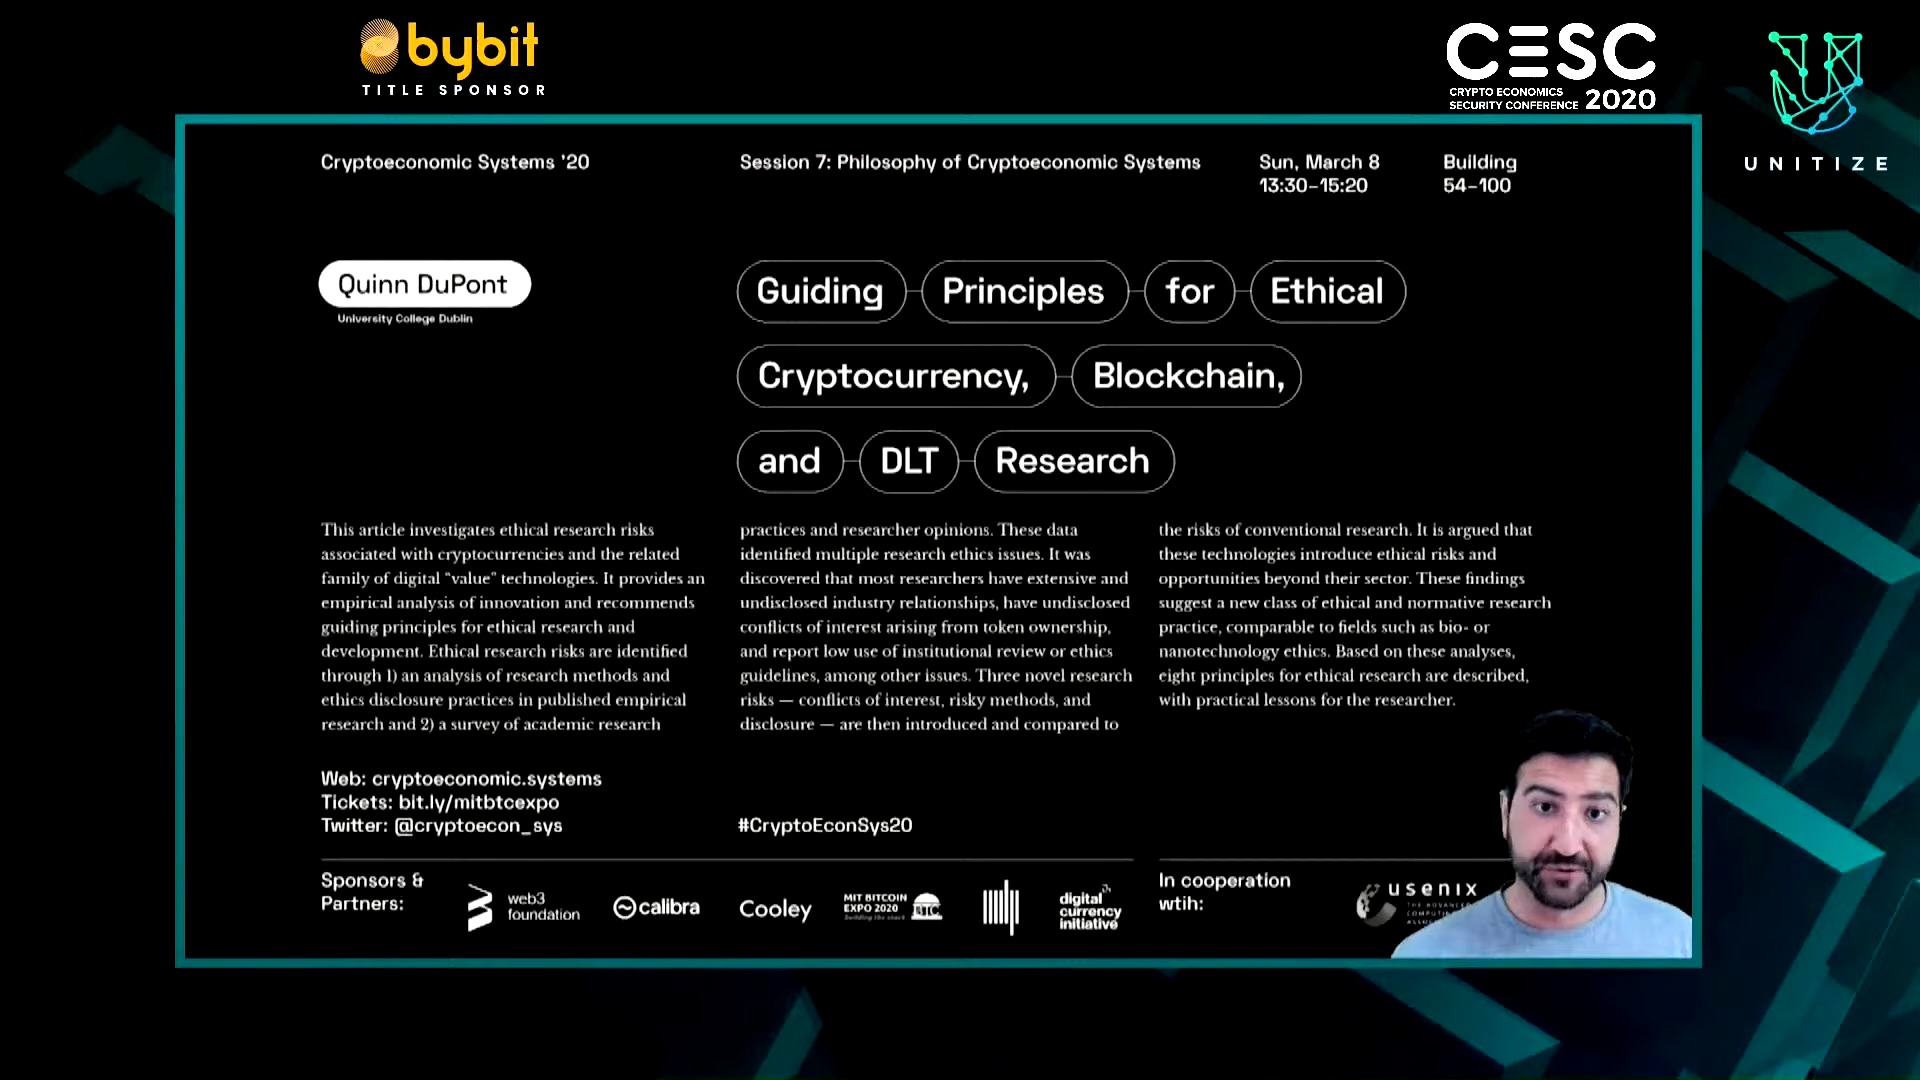 bybit
TITLE SPONSOR
CESC
CRYPTO ECONOMICS
SECURITY CONFERENCE 2020
UNITIZE
Cryptoeconomic Systems '20
Session 7: Philosophy of Cryptoeconomic Systems
Sun, March 8
13:30–15:20
Building
54–100
Quinn DuPont
University College Dublin
Guiding Principles for Ethical
Cryptocurrency, Blockchain,
and DLT Research
This article investigates ethical research risks
associated with cryptocurrencies and the related
family of digital "value" technologies. It provides an
empirical analysis of innovation and recommends
guiding principles for ethical research and
development. Ethical research risks are identified
through 1) an analysis of research methods and
ethics disclosure practices in published empirical
research and 2) a survey of academic research
practices and researcher opinions. These data
identified multiple research ethics issues. It was
discovered that most researchers have extensive and
undisclosed industry relationships, have undisclosed
conflicts of interest arising from token ownership,
and report low use of institutional review or ethics
guidelines, among other issues. Three novel research
risks — conflicts of interest, risky methods, and
disclosure — are then introduced and compared to
the risks of conventional research. It is argued that
these technologies introduce ethical risks and
opportunities beyond their sector. These findings
suggest a new class of ethical and normative research
practice, comparable to fields such as bio- or
nanotechnology ethics. Based on these analyses,
eight principles for ethical research are described,
with practical lessons for the researcher.
Web: cryptoeconomic.systems
Tickets: bit.ly/mitbtcexpo
Twitter: @cryptoecon_sys
#CryptoEconSys20
Sponsors &
Partners:
web3
foundation
calibra
Cooley
MIT BITCOIN
EXPO 2020
BTC
digital
currency
initiative
In cooperation
wtih:
usenix
THE ADVANCED